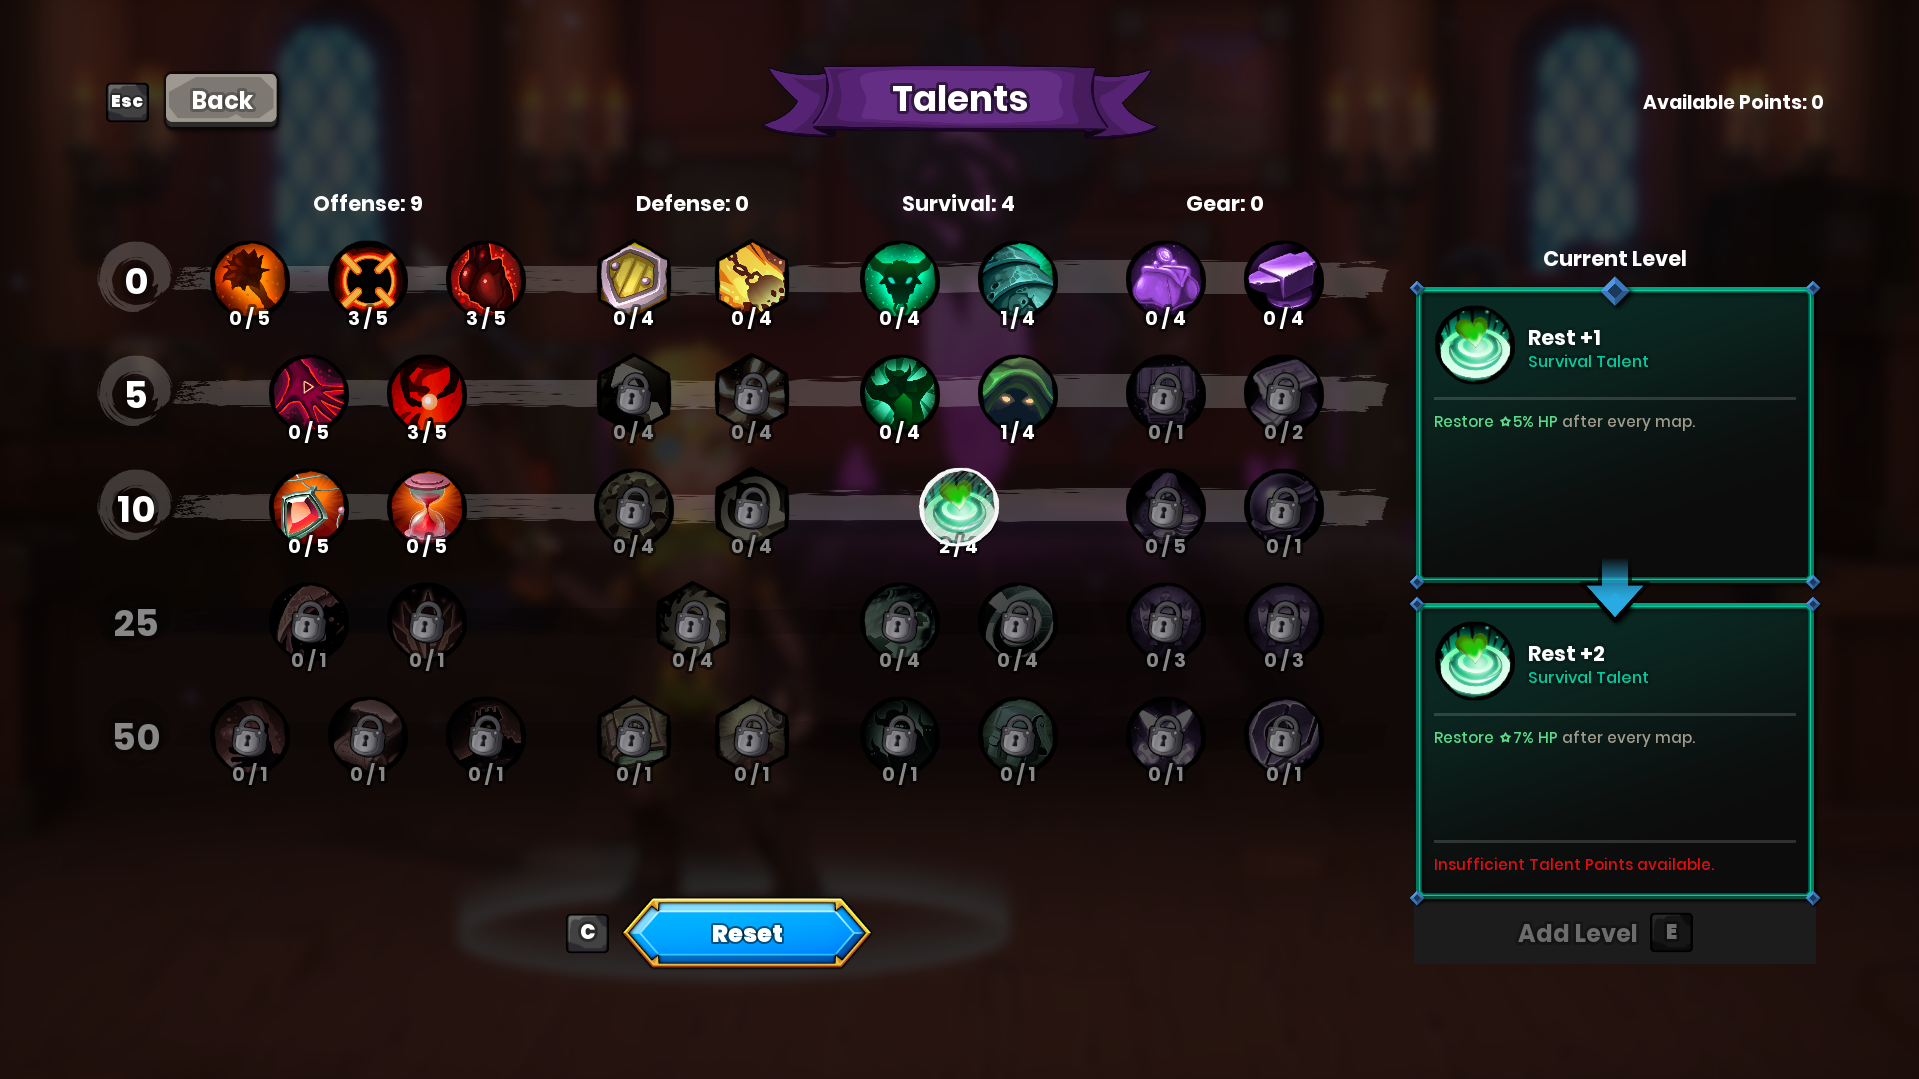 Esc
Back
Talents
Available Points: 0
Offense: 9
Defense: 0
Survival: 4
Gear: 0
0
0/5
3/5
3/5
0/4
0/4
0/4
1/4
0/4
0/4
5
0/5
3/5
0/4
0/4
0/4
1/4
0/1
0/2
10
0/5
0/5
0/4
0/4
2/4
0/5
0/1
25
0/1
0/1
0/4
0/4
0/4
0/3
0/3
50
0/1
0/1
0/1
0/1
0/1
0/1
0/1
0/1
0/1
Current Level
Rest +1
Survival Talent
Restore 5% HP after every map.
Rest +2
Survival Talent
Restore 7% HP after every map.
Insufficient Talent Points available.
Add Level E
C
Reset